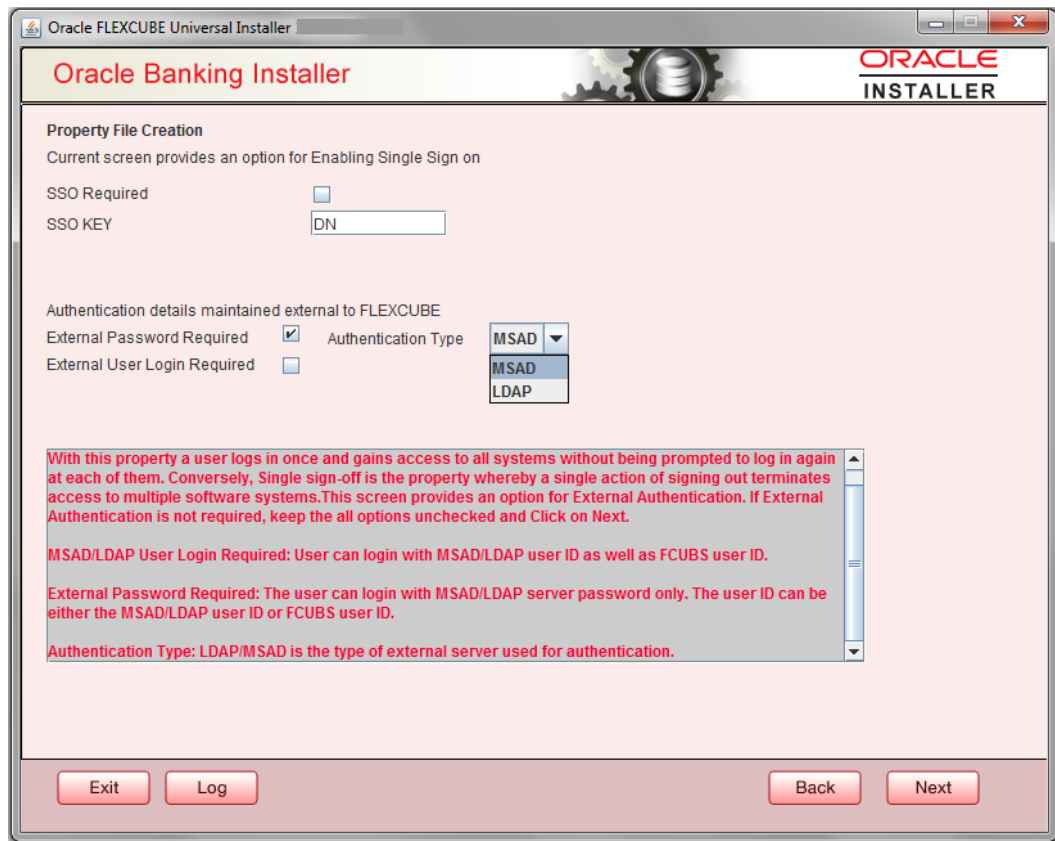 Oracle FLEXCUBE Universal Installer
Oracle Banking Installer
ORACLE
INSTALLER
Property File Creation
Current screen provides an option for Enabling Single Sign on
SSO Required
SSO KEY DN
Authentication details maintained external to FLEXCUBE
External Password Required Authentication Type MSAD
External User Login Required
MSAD
LDAP
With this property a user logs in once and gains access to all systems without being prompted to log in again
at each of them. Conversely, Single sign-off is the property whereby a single action of signing out terminates
access to multiple software systems.This screen provides an option for External Authentication. If External
Authentication is not required, keep the all options unchecked and Click on Next.
MSAD/LDAP User Login Required: User can login with MSAD/LDAP user ID as well as FCUBS user ID.
External Password Required: The user can login with MSAD/LDAP server password only. The user ID can be
either the MSAD/LDAP user ID or FCUBS user ID.
Authentication Type: LDAP/MSAD is the type of external server used for authentication.
Exit Log Back Next